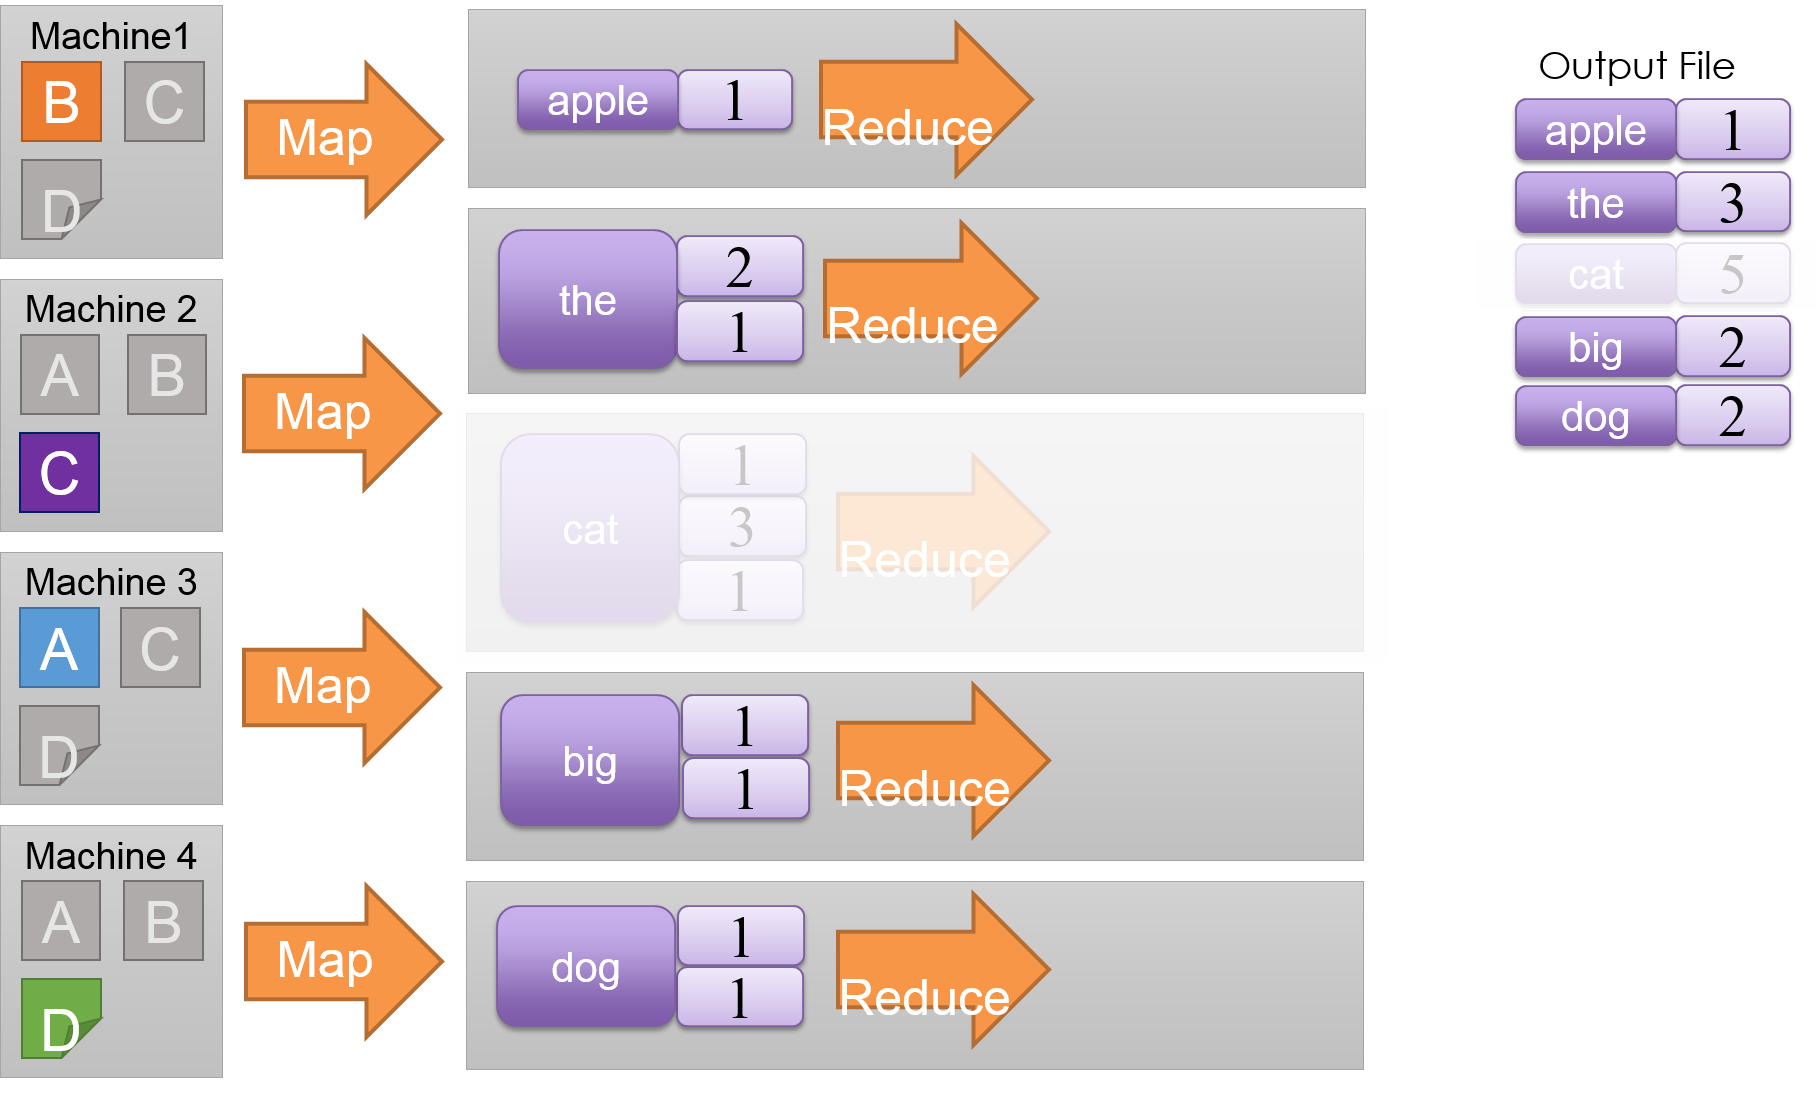 Machine1
B C
D
Map
Machine 2
A B
C
Map
Machine 3
A C
D
Map
Machine 4
A B
D
Map
apple 1
Reduce
the 2
1
Reduce
cat 1
3
1
Reduce
big 1
1
Reduce
dog 1
1
Reduce
Output File
apple 1
the 3
cat 5
big 2
dog 2